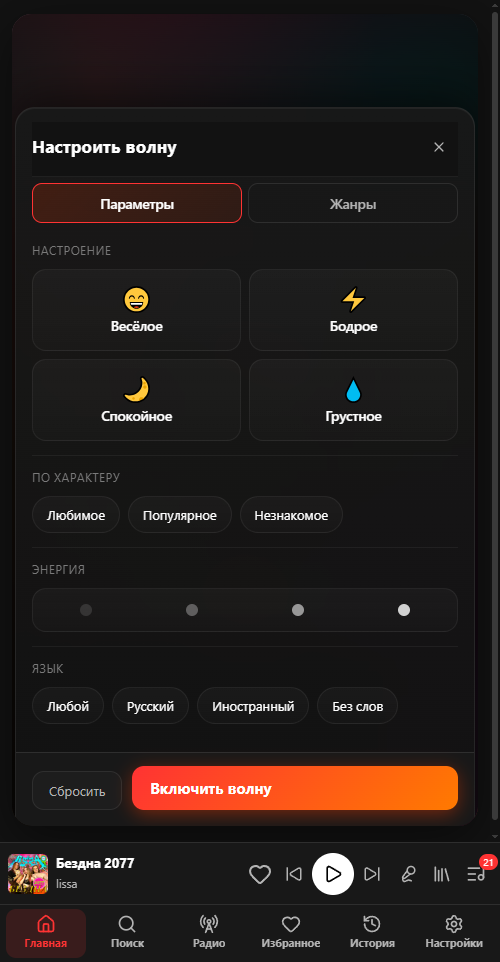 Настроить волну
Параметры
Жанры
НАСТРОЕНИЕ
Весёлое
Бодрое
Спокойное
Грустное
ПО ХАРАКТЕРУ
Любимое
Популярное
Незнакомое
ЭНЕРГИЯ
ЯЗЫК
Любой
Русский
Иностранный
Без слов
Сбросить
Включить волну
Бездна 2077
lissa
21
Главная
Поиск
Радио
Избранное
История
Настройки